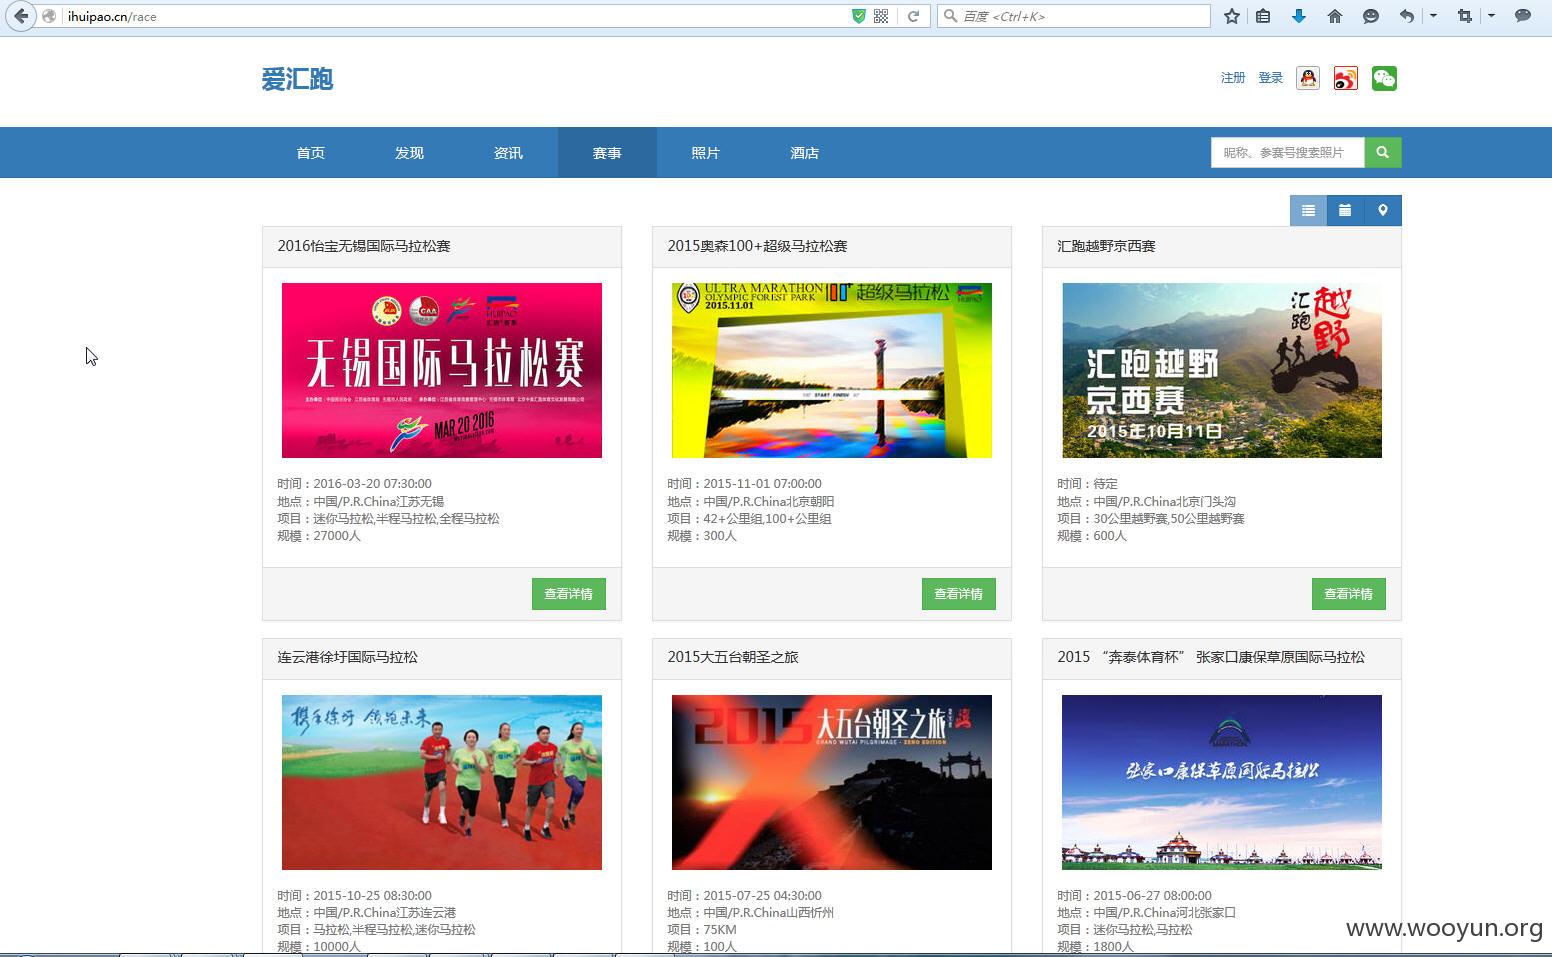 ihuipao.cn/race
百度 <Ctrl+K>
爱汇跑
注册 登录
首页 发现 资讯 赛事 照片 酒店
昵称、参赛号搜索照片
2016怡宝无锡国际马拉松赛
无锡国际马拉松赛
MAR 20 2016
时间：2016-03-20 07:30:00
地点：中国/P.R.China江苏无锡
项目：迷你马拉松,半程马拉松,全程马拉松
规模：27000人
查看详情
2015奥森100+超级马拉松赛
ULTRA MARATHON
OLYMPIC FOREST PARK
2015.11.01
超级马拉松
START FINISH
时间：2015-11-01 07:00:00
地点：中国/P.R.China北京朝阳
项目：42+公里组,100+公里组
规模：300人
查看详情
汇跑越野京西赛
汇跑
越野
汇跑越野
京西赛
2015年10月11日
时间：待定
地点：中国/P.R.China北京门头沟
项目：30公里越野赛,50公里越野赛
规模：600人
查看详情
连云港徐圩国际马拉松
携手徐圩 领跑未来
时间：2015-10-25 08:30:00
地点：中国/P.R.China江苏连云港
项目：马拉松,半程马拉松,迷你马拉松
规模：10000人
2015大五台朝圣之旅
2015大五台朝圣之旅
GRAND WUTAI PILGRIMAGE - ZERO EDITION
时间：2015-07-25 04:30:00
地点：中国/P.R.China山西忻州
项目：75KM
规模：100人
2015 “奔泰体育杯” 张家口康保草原国际马拉松
MARATHON
张家口康保草原国际马拉松
时间：2015-06-27 08:00:00
地点：中国/P.R.China河北张家口
项目：迷你马拉松,马拉松
规模：1800人
www.wooyun.org